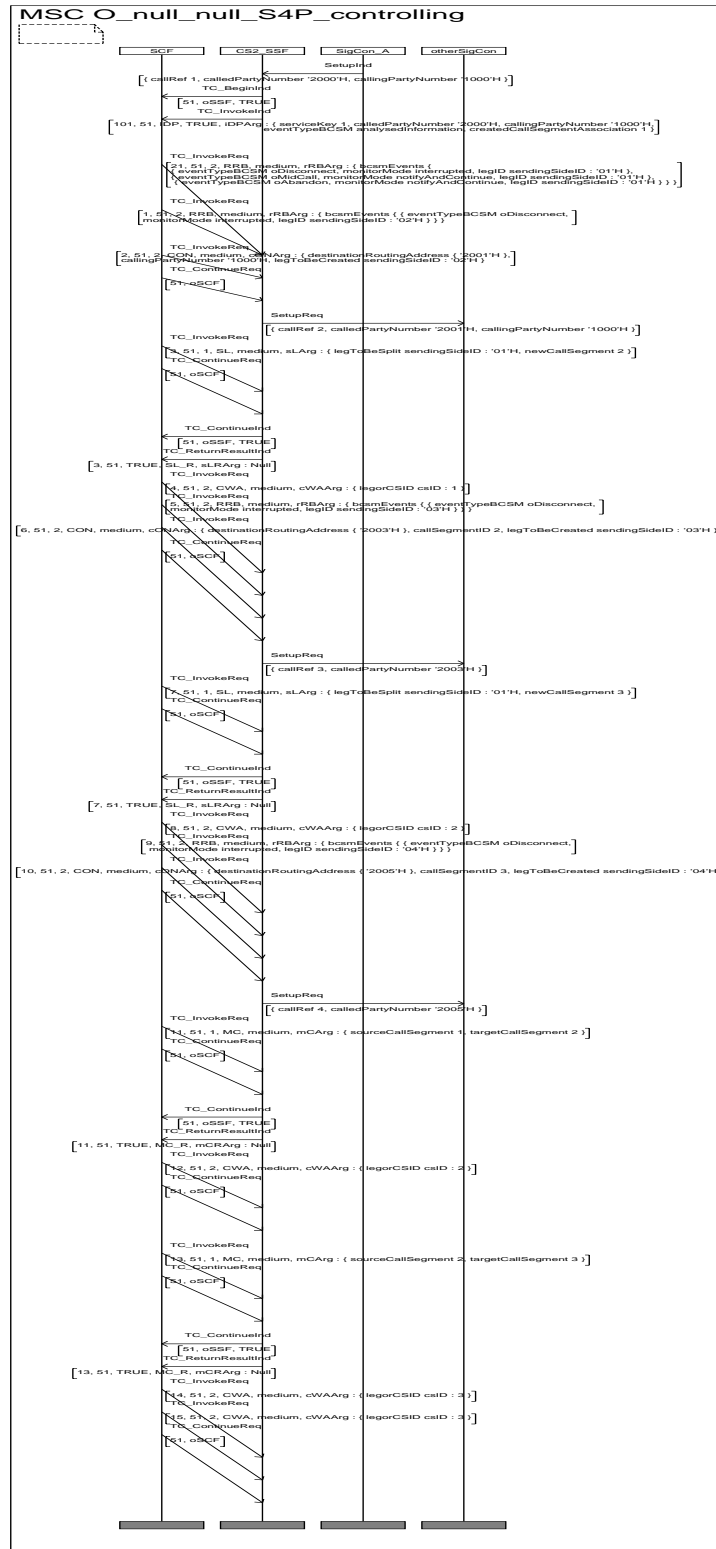 MSC O_null_null_S4P_controlling
SCF CS2_SSF SigCon_A otherSigCon
SetupInd
[{ callRef 1, calledPartyNumber '2000'H, callingPartyNumber '1000'H }]
TC_BeginInd
[51, oSSF, TRUE]
TC_InvokeInd
[101, 51, IDP, TRUE, iDPArg : { serviceKey 1, calledPartyNumber '2000'H, callingPartyNumber '1000'H,
eventTypeBCSM analysedInformation, createdCallSegmentAssociation 1 }]
TC_InvokeReq
[21, 51, 2, RRB, medium, rRBArg : { bcsmEvents {
{ eventTypeBCSM oDisconnect, monitorMode interrupted, legID sendingSideID : '01'H },
{ eventTypeBCSM oMidCall, monitorMode notifyAndContinue, legID sendingSideID : '01'H },
{ eventTypeBCSM oAbandon, monitorMode notifyAndContinue, legID sendingSideID : '01'H } } }]
TC_InvokeReq
[1, 51, 2, RRB, medium, rRBArg : { bcsmEvents { { eventTypeBCSM oDisconnect,
monitorMode interrupted, legID sendingSideID : '02'H } } }]
TC_InvokeReq
[2, 51, 2, CON, medium, cONArg : { destinationRoutingAddress { '2001'H },
callingPartyNumber '1000'H, legToBeCreated sendingSideID : '02'H }]
TC_ContinueReq
[51, oSCF]
SetupReq
[{ callRef 2, calledPartyNumber '2001'H, callingPartyNumber '1000'H }]
TC_InvokeReq
[3, 51, 1, SL, medium, sLArg : { legToBeSplit sendingSideID : '01'H, newCallSegment 2 }]
TC_ContinueReq
[51, oSCF]
TC_ContinueInd
[51, oSSF, TRUE]
TC_ReturnResultInd
[3, 51, TRUE, SL_R, sLRArg : Null]
TC_InvokeReq
[4, 51, 2, CWA, medium, cWAArg : { legorCSID csID : 1 }]
TC_InvokeReq
[5, 51, 2, RRB, medium, rRBArg : { bcsmEvents { { eventTypeBCSM oDisconnect,
monitorMode interrupted, legID sendingSideID : '03'H } } }]
TC_InvokeReq
[6, 51, 2, CON, medium, cONArg : { destinationRoutingAddress { '2003'H }, callSegmentID 2, legToBeCreated sendingSideID : '03'H
TC_ContinueReq
[51, oSCF]
SetupReq
[{ callRef 3, calledPartyNumber '2003'H }]
TC_InvokeReq
[7, 51, 1, SL, medium, sLArg : { legToBeSplit sendingSideID : '01'H, newCallSegment 3 }]
TC_ContinueReq
[51, oSCF]
TC_ContinueInd
[51, oSSF, TRUE]
TC_ReturnResultInd
[7, 51, TRUE, SL_R, sLRArg : Null]
TC_InvokeReq
[8, 51, 2, CWA, medium, cWAArg : { legorCSID csID : 2 }]
TC_InvokeReq
[9, 51, 2, RRB, medium, rRBArg : { bcsmEvents { { eventTypeBCSM oDisconnect,
monitorMode interrupted, legID sendingSideID : '04'H } } }]
TC_InvokeReq
[10, 51, 2, CON, medium, cONArg : { destinationRoutingAddress { '2005'H }, callSegmentID 3, legToBeCreated sendingSideID : '04'H
TC_ContinueReq
[51, oSCF]
SetupReq
[{ callRef 4, calledPartyNumber '2005'H }]
TC_InvokeReq
[11, 51, 1, MC, medium, mCArg : { sourceCallSegment 1, targetCallSegment 2 }]
TC_ContinueReq
[51, oSCF]
TC_ContinueInd
[51, oSSF, TRUE]
TC_ReturnResultInd
[11, 51, TRUE, MC_R, mCRArg : Null]
TC_InvokeReq
[12, 51, 2, CWA, medium, cWAArg : { legorCSID csID : 2 }]
TC_ContinueReq
[51, oSCF]
TC_InvokeReq
[13, 51, 1, MC, medium, mCArg : { sourceCallSegment 2, targetCallSegment 3 }]
TC_ContinueReq
[51, oSCF]
TC_ContinueInd
[51, oSSF, TRUE]
TC_ReturnResultInd
[13, 51, TRUE, MC_R, mCRArg : Null]
TC_InvokeReq
[14, 51, 2, CWA, medium, cWAArg : { legorCSID csID : 3 }]
TC_InvokeReq
[15, 51, 2, CWA, medium, cWAArg : { legorCSID csID : 3 }]
TC_ContinueReq
[51, oSCF]